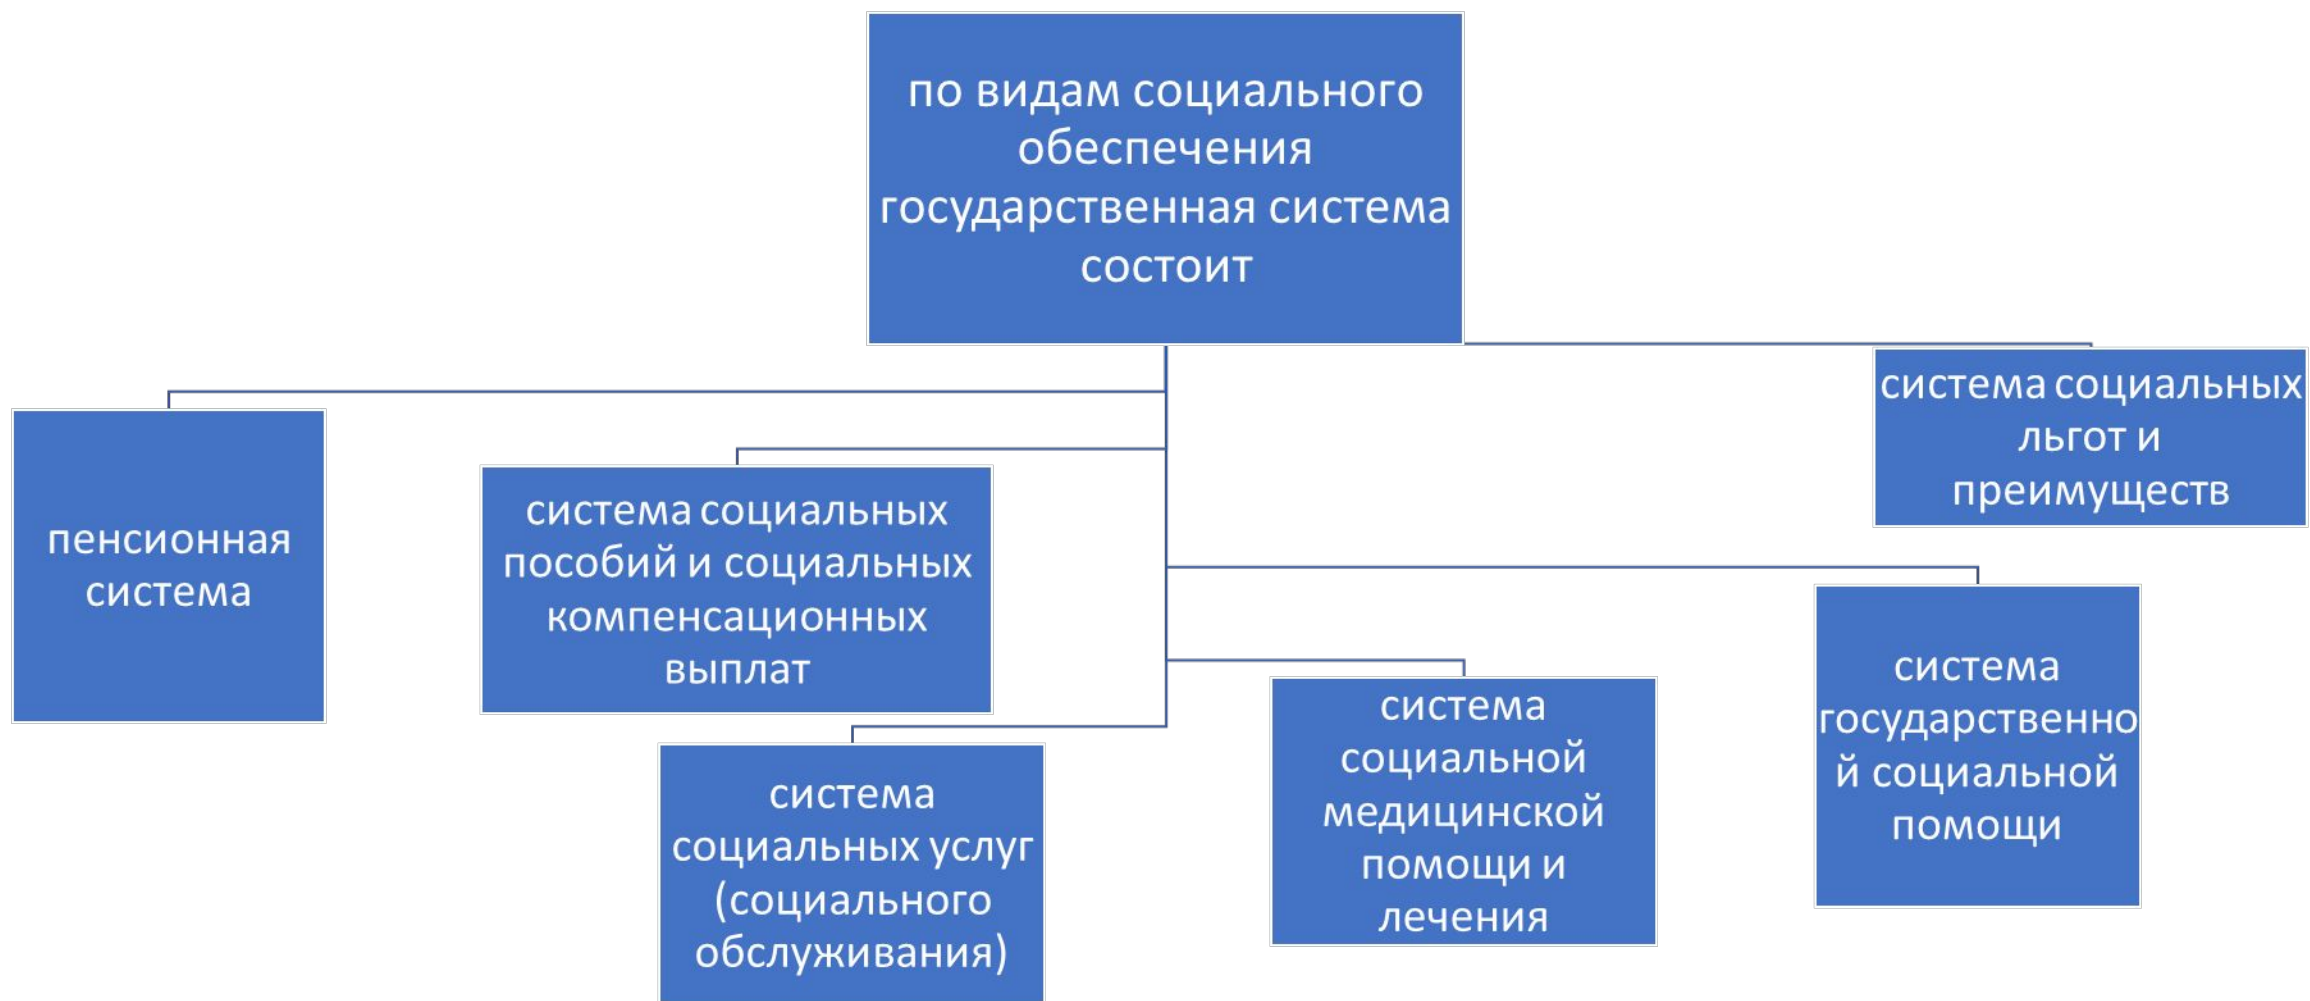 по видам социального
обеспечения
государственная система
состоит
пенсионная
система
система социальных
пособий и социальных
компенсационных
выплат
система
социальных услуг
(социального
обслуживания)
система
социальной
медицинской
помощи и
лечения
система
государственно
й социальной
помощи
система социальных
льгот и
преимуществ